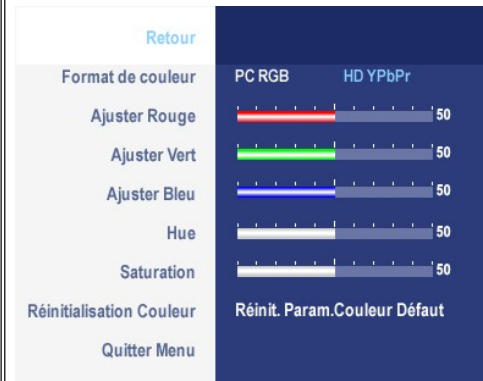 Retour
Format de couleur PC RGB HD YPbPr
Ajuster Rouge 50
Ajuster Vert 50
Ajuster Bleu 50
Hue 50
Saturation 50
Réinitialisation Couleur Réinit. Param.Couleur Défaut
Quitter Menu